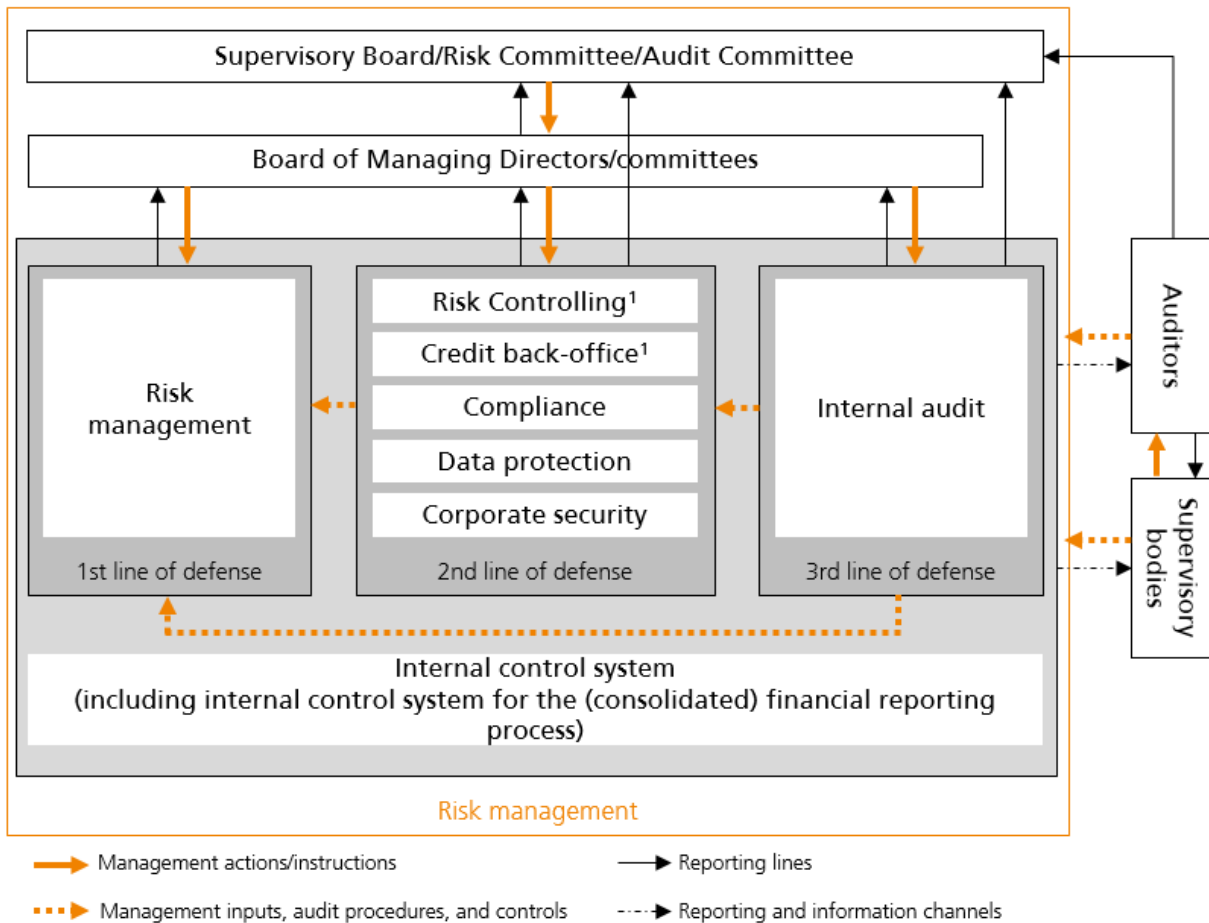 Supervisory Board/Risk Committee/Audit Committee
Board of Managing Directors/committees
Risk
management
1st line of defense
Risk Controlling¹
Credit back-office¹
Compliance
Data protection
Corporate security
2nd line of defense
Internal audit
3rd line of defense
Auditors
Supervisory
bodies
Internal control system
(including internal control system for the (consolidated) financial reporting
process)
Risk management
Management actions/instructions
Reporting lines
Management inputs, audit procedures, and controls
Reporting and information channels